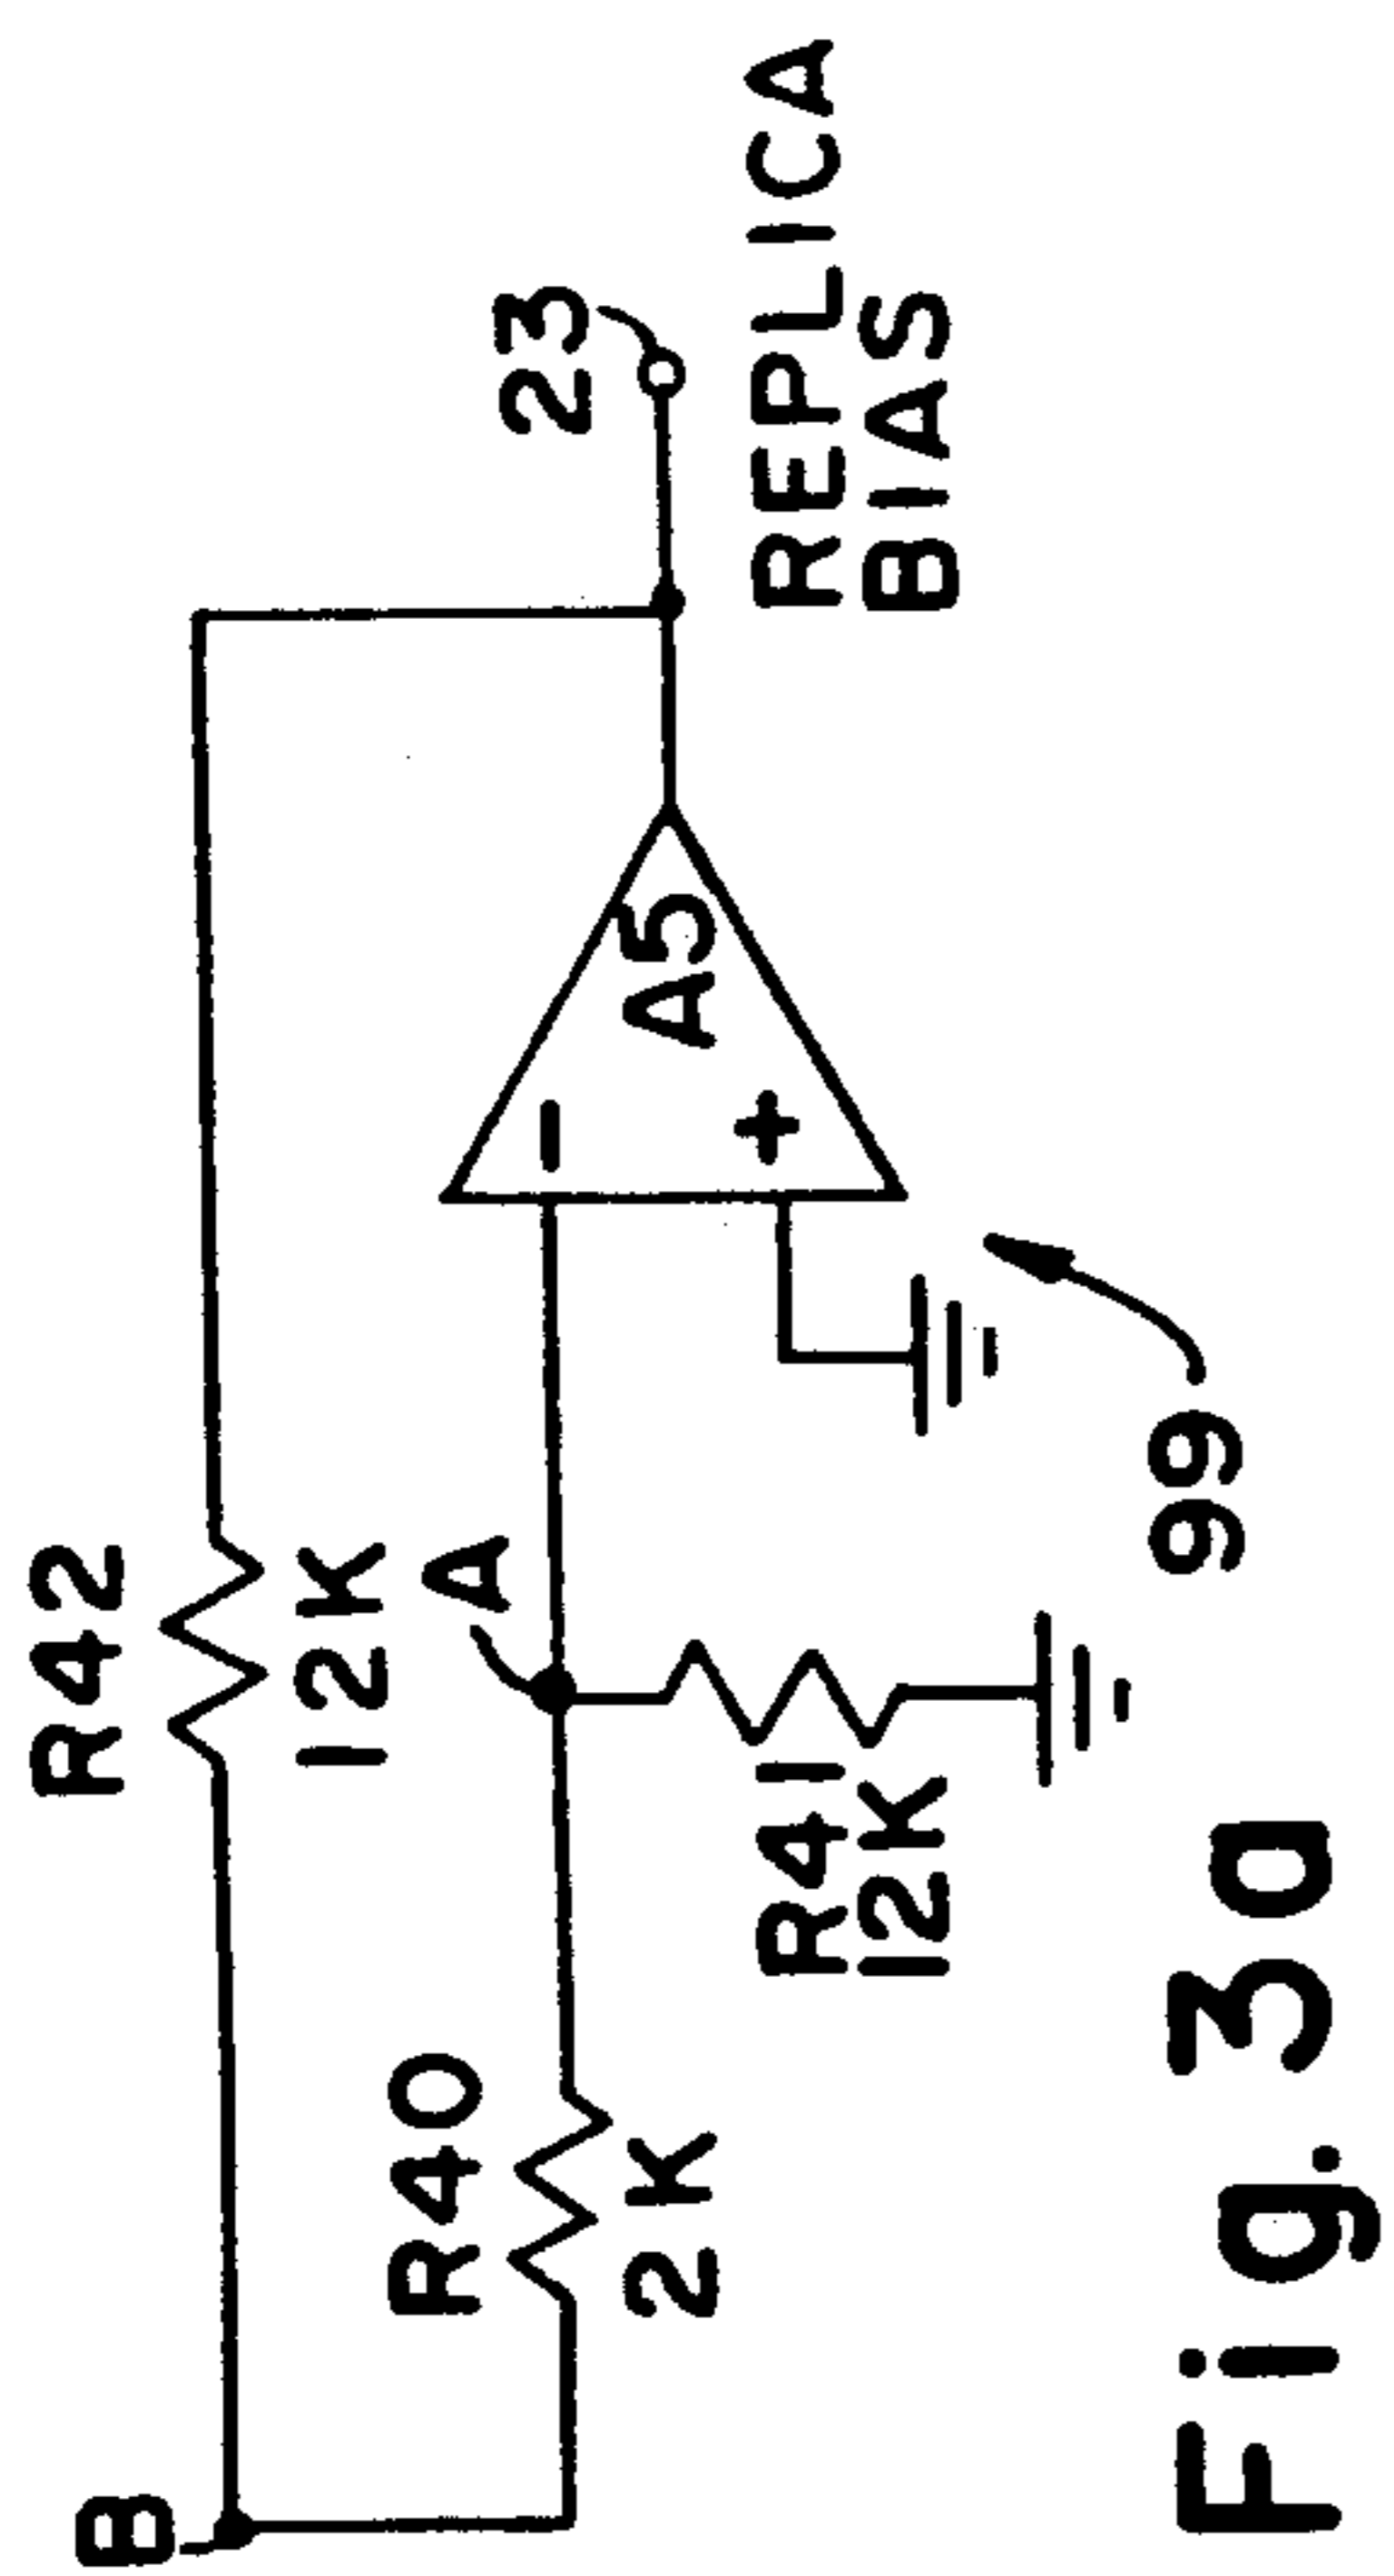 B
R42
12K
R40
2K
A
R41
12K
-
+
A5
23
REPLICA
BIAS
99
Fig. 3a